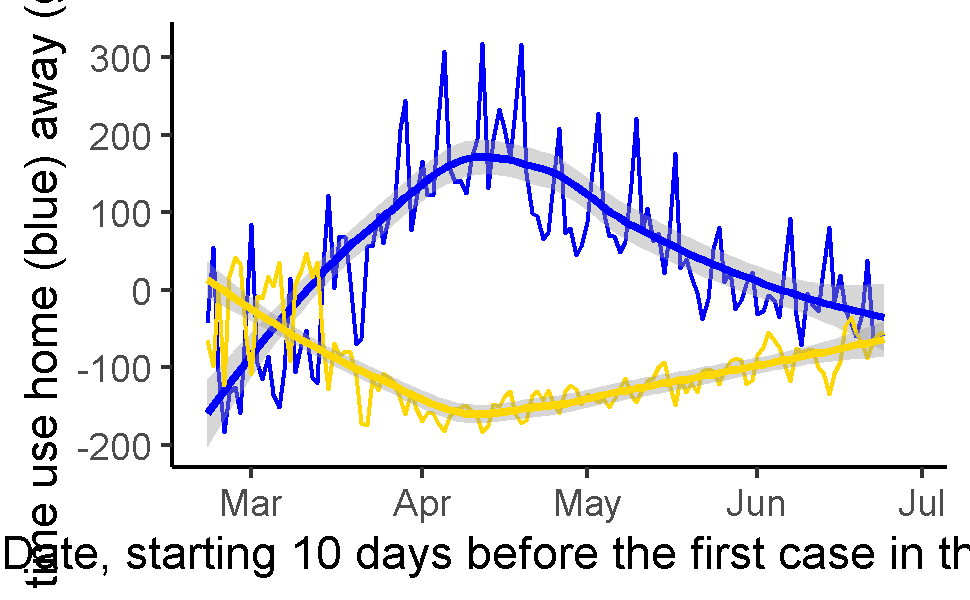 time use home (blue) away (
300
200
100
0
-100
-200
Mar Apr May Jun Jul
Date, starting 10 days before the first case in th